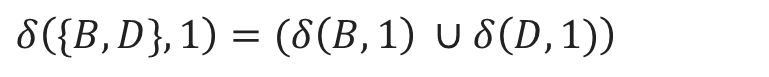 δ({B, D}, 1) = (δ(B, 1) ∪ δ(D, 1))